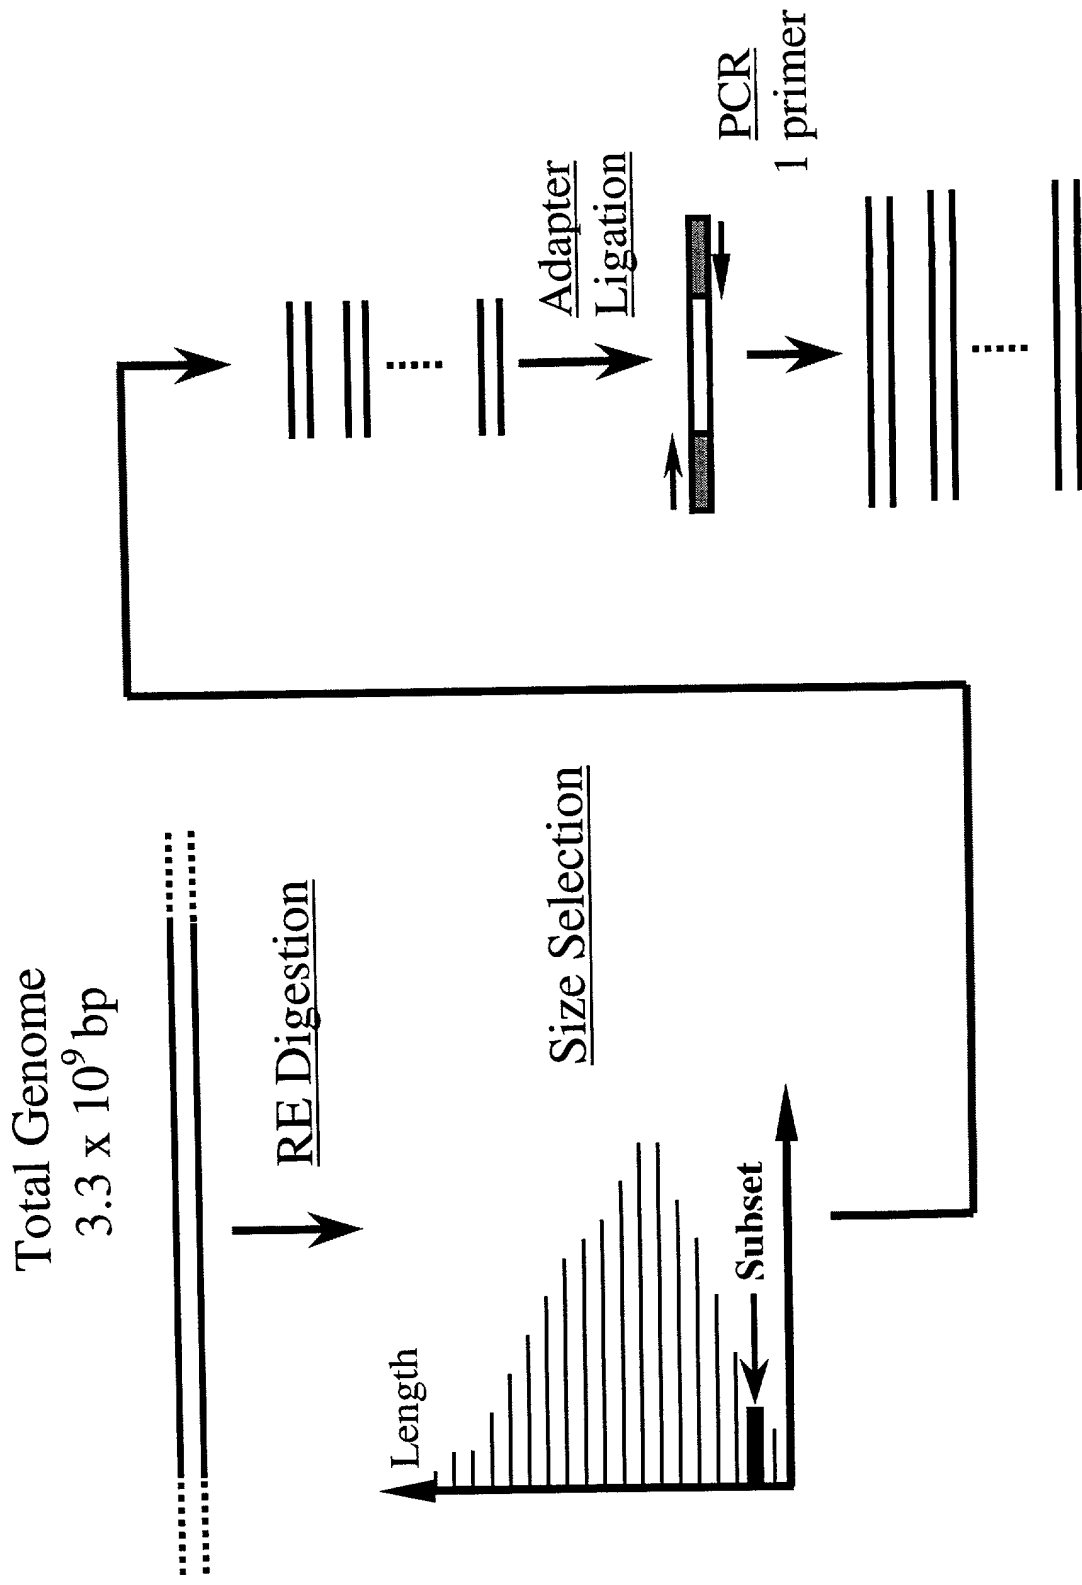 Total Genome
3.3 x 10⁹ bp
RE Digestion
Length
Subset
Size Selection
Adapter
Ligation
PCR
1 primer